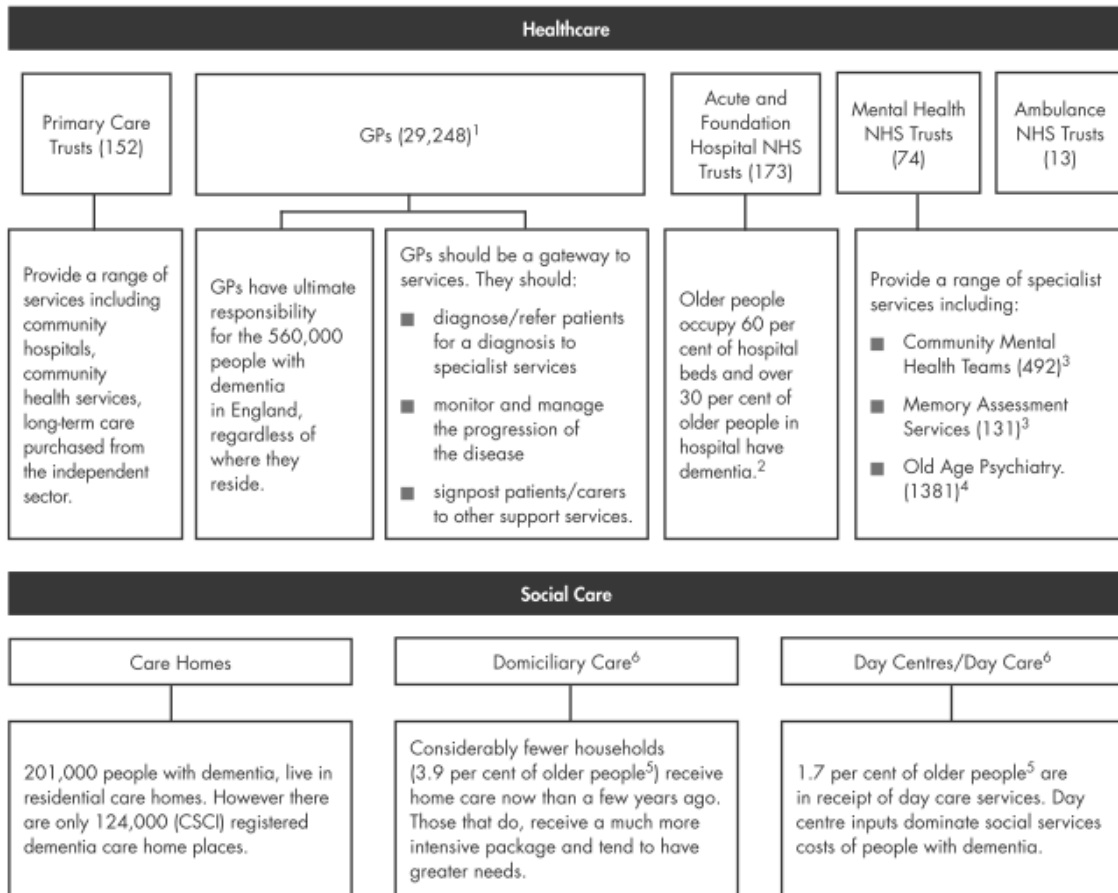 Healthcare
Primary Care
Trusts (152)
GPs (29,248)1
Acute and
Foundation
Hospital NHS
Trusts (173)
Mental Health
NHS Trusts
(74)
Ambulance
NHS Trusts
(13)
Provide a range of
services including
community
hospitals,
community
health services,
long-term care
purchased from
the independent
sector.
GPs have ultimate
responsibility
for the 560,000
people with
dementia
in England,
regardless of
where they
reside.
GPs should be a gateway to
services. They should:
■ diagnose/refer patients
for a diagnosis to
specialist services
■ monitor and manage
the progression of
the disease
■ signpost patients/carers
to other support services.
Older people
occupy 60 per
cent of hospital
beds and over
30 per cent of
older people in
hospital have
dementia.2
Provide a range of specialist
services including:
■ Community Mental
Health Teams (492)3
■ Memory Assessment
Services (131)3
■ Old Age Psychiatry.
(1381)4
Social Care
Care Homes
Domiciliary Care6
Day Centres/Day Care6
201,000 people with dementia, live in
residential care homes. However there
are only 124,000 (CSCI) registered
dementia care home places.
Considerably fewer households
(3.9 per cent of older people5) receive
home care now than a few years ago.
Those that do, receive a much more
intensive package and tend to have
greater needs.
1.7 per cent of older people5 are
in receipt of day care services. Day
centre inputs dominate social services
costs of people with dementia.